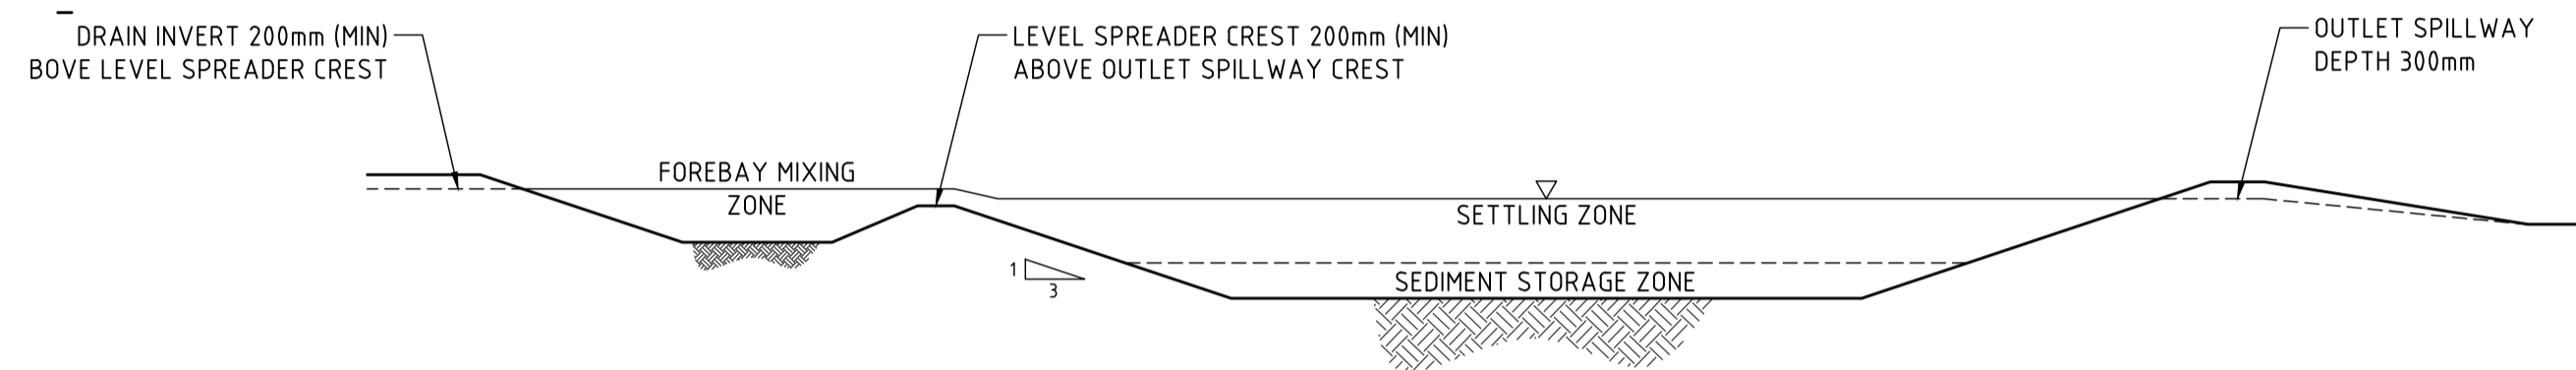 DRAIN INVERT 200mm (MIN)
BOVE LEVEL SPREADER CREST
LEVEL SPREADER CREST 200mm (MIN)
ABOVE OUTLET SPILLWAY CREST
OUTLET SPILLWAY
DEPTH 300mm
FOREBAY MIXING
ZONE
SETTLING ZONE
1
3
SEDIMENT STORAGE ZONE